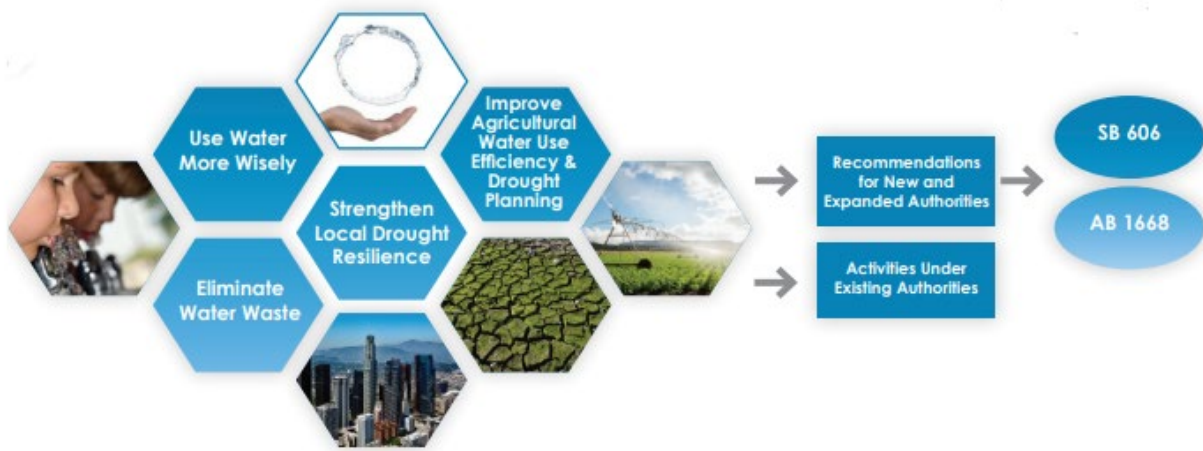 Use Water
More Wisely
Improve
Agricultural
Water Use
Efficiency &
Drought
Planning
Strengthen
Local Drought
Resilience
Eliminate
Water Waste
Recommendations
for New and
Expanded Authorities
Activities Under
Existing Authorities
SB 606
AB 1668